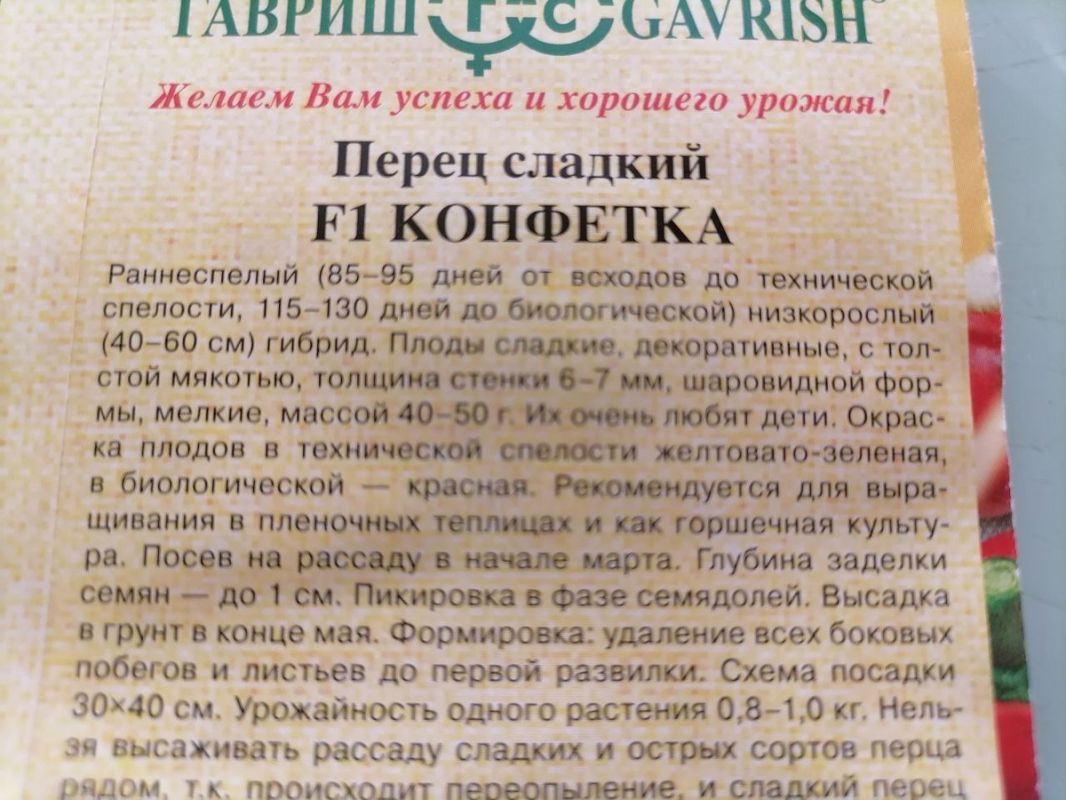 ГАВРИШ Г С GAVRISH®
Желаем Вам успеха и хорошего урожая!
Перец сладкий
F1 КОНФЕТКА
Раннеспелый (85–95 дней от всходов до технической
спелости, 115–130 дней до биологической) низкорослый
(40–60 см) гибрид. Плоды сладкие, декоративные, с тол-
стой мякотью, толщина стенки 6–7 мм, шаровидной фор-
мы, мелкие, массой 40–50 г. Их очень любят дети. Окрас-
ка плодов в технической спелости желтовато-зеленая,
в биологической — красная. Рекомендуется для выра-
щивания в пленочных теплицах и как горшечная культу-
ра. Посев на рассаду в начале марта. Глубина заделки
семян — до 1 см. Пикировка в фазе семядолей. Высадка
в грунт в конце мая. Формировка: удаление всех боковых
побегов и листьев до первой развилки. Схема посадки
30×40 см. Урожайность одного растения 0,8–1,0 кг. Нель-
зя высаживать рассаду сладких и острых сортов перца
рядом, т.к. происходит переопыление, и сладкий перец